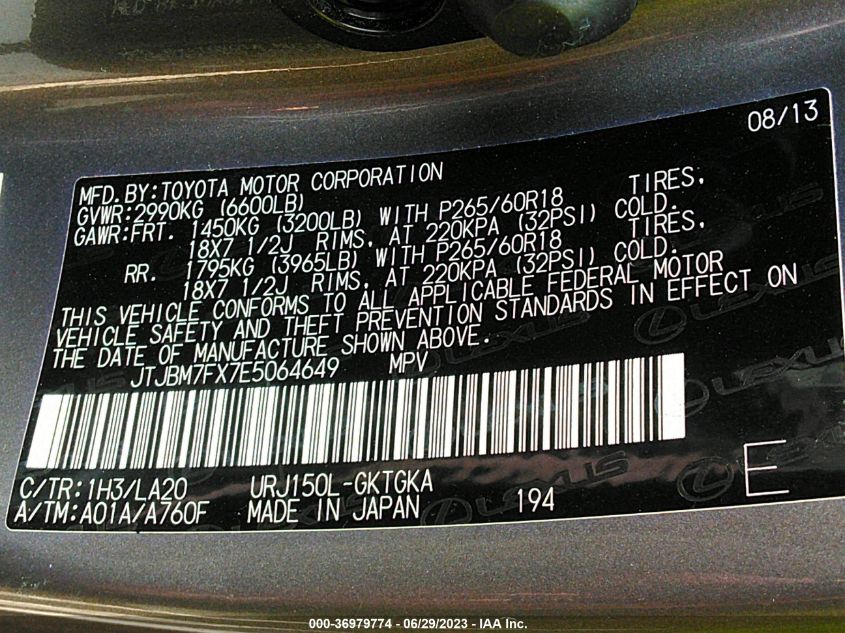 08/13
MFD.BY:TOYOTA MOTOR CORPORATION
GVWR:2990KG (6600LB)
GAWR:FRT. 1450KG (3200LB) WITH P265/60R18 TIRES,
18X7 1/2J RIMS, AT 220KPA (32PSI) COLD.
RR. 1795KG (3965LB) WITH P265/60R18 TIRES,
18X7 1/2J RIMS, AT 220KPA (32PSI) COLD.
THIS VEHICLE CONFORMS TO ALL APPLICABLE FEDERAL MOTOR
VEHICLE SAFETY AND THEFT PREVENTION STANDARDS IN EFFECT ON
THE DATE OF MANUFACTURE SHOWN ABOVE.
JTJBM7FX7E5064649 MPV
C/TR:1H3/LA20 URJ150L-GKTGKA
A/TM:A01A/A760F MADE IN JAPAN 194 E
LEXUS
000-36979774 - 06/29/2023 - IAA Inc.